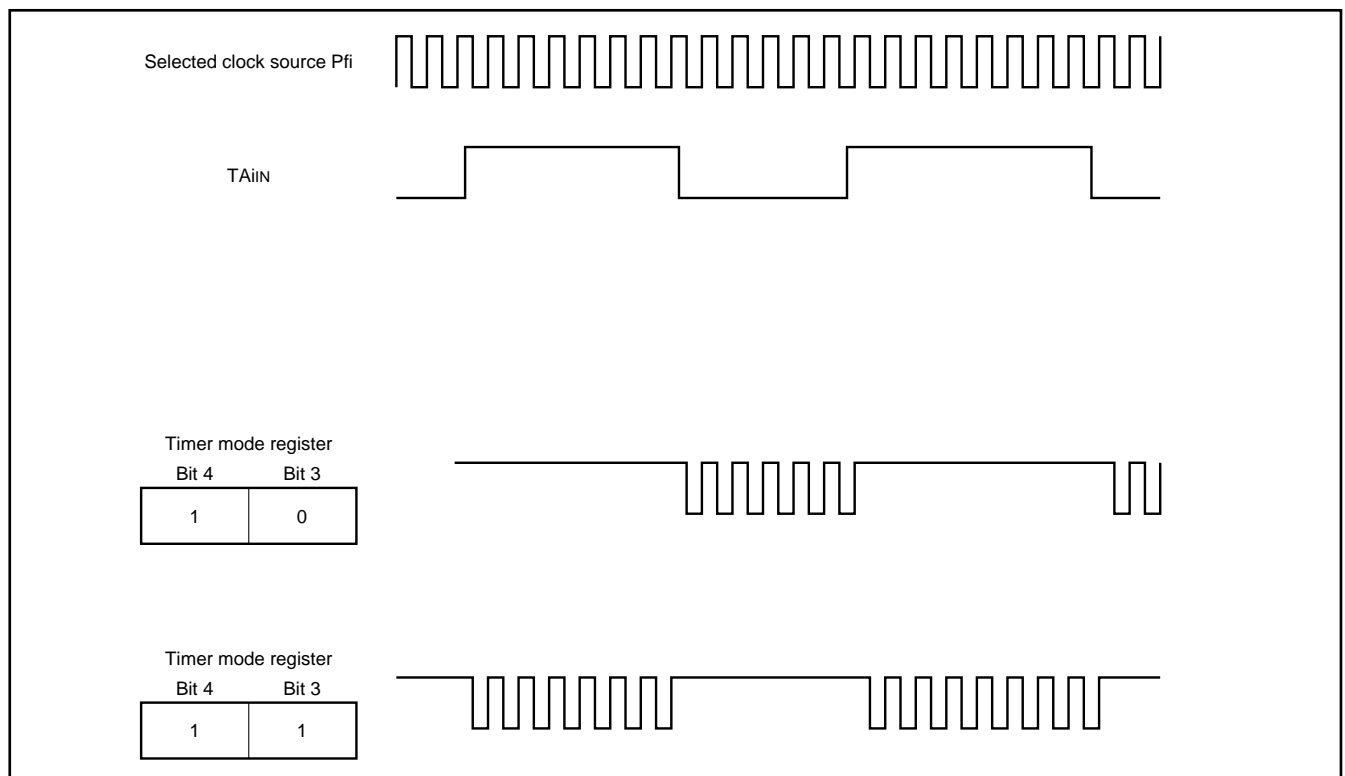 Selected clock source Pfi
TAiIN
Timer mode register
Bit 4 Bit 3
1 0
Timer mode register
Bit 4 Bit 3
1 1